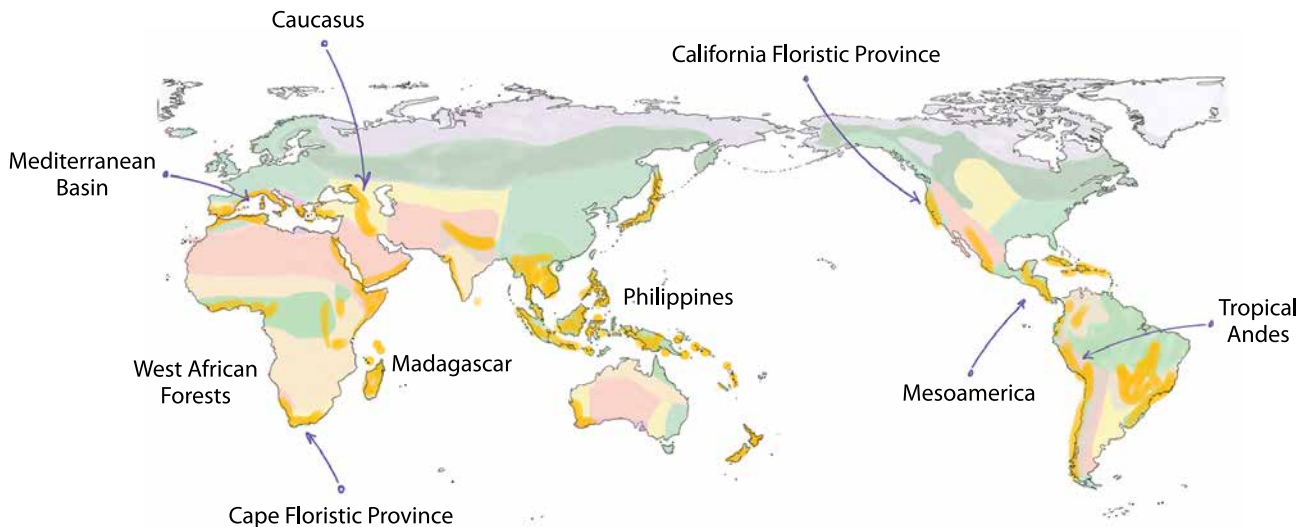 Caucasus
California Floristic Province
Mediterranean
Basin
Philippines
Tropical
Andes
West African
Forests
Madagascar
Mesoamerica
Cape Floristic Province